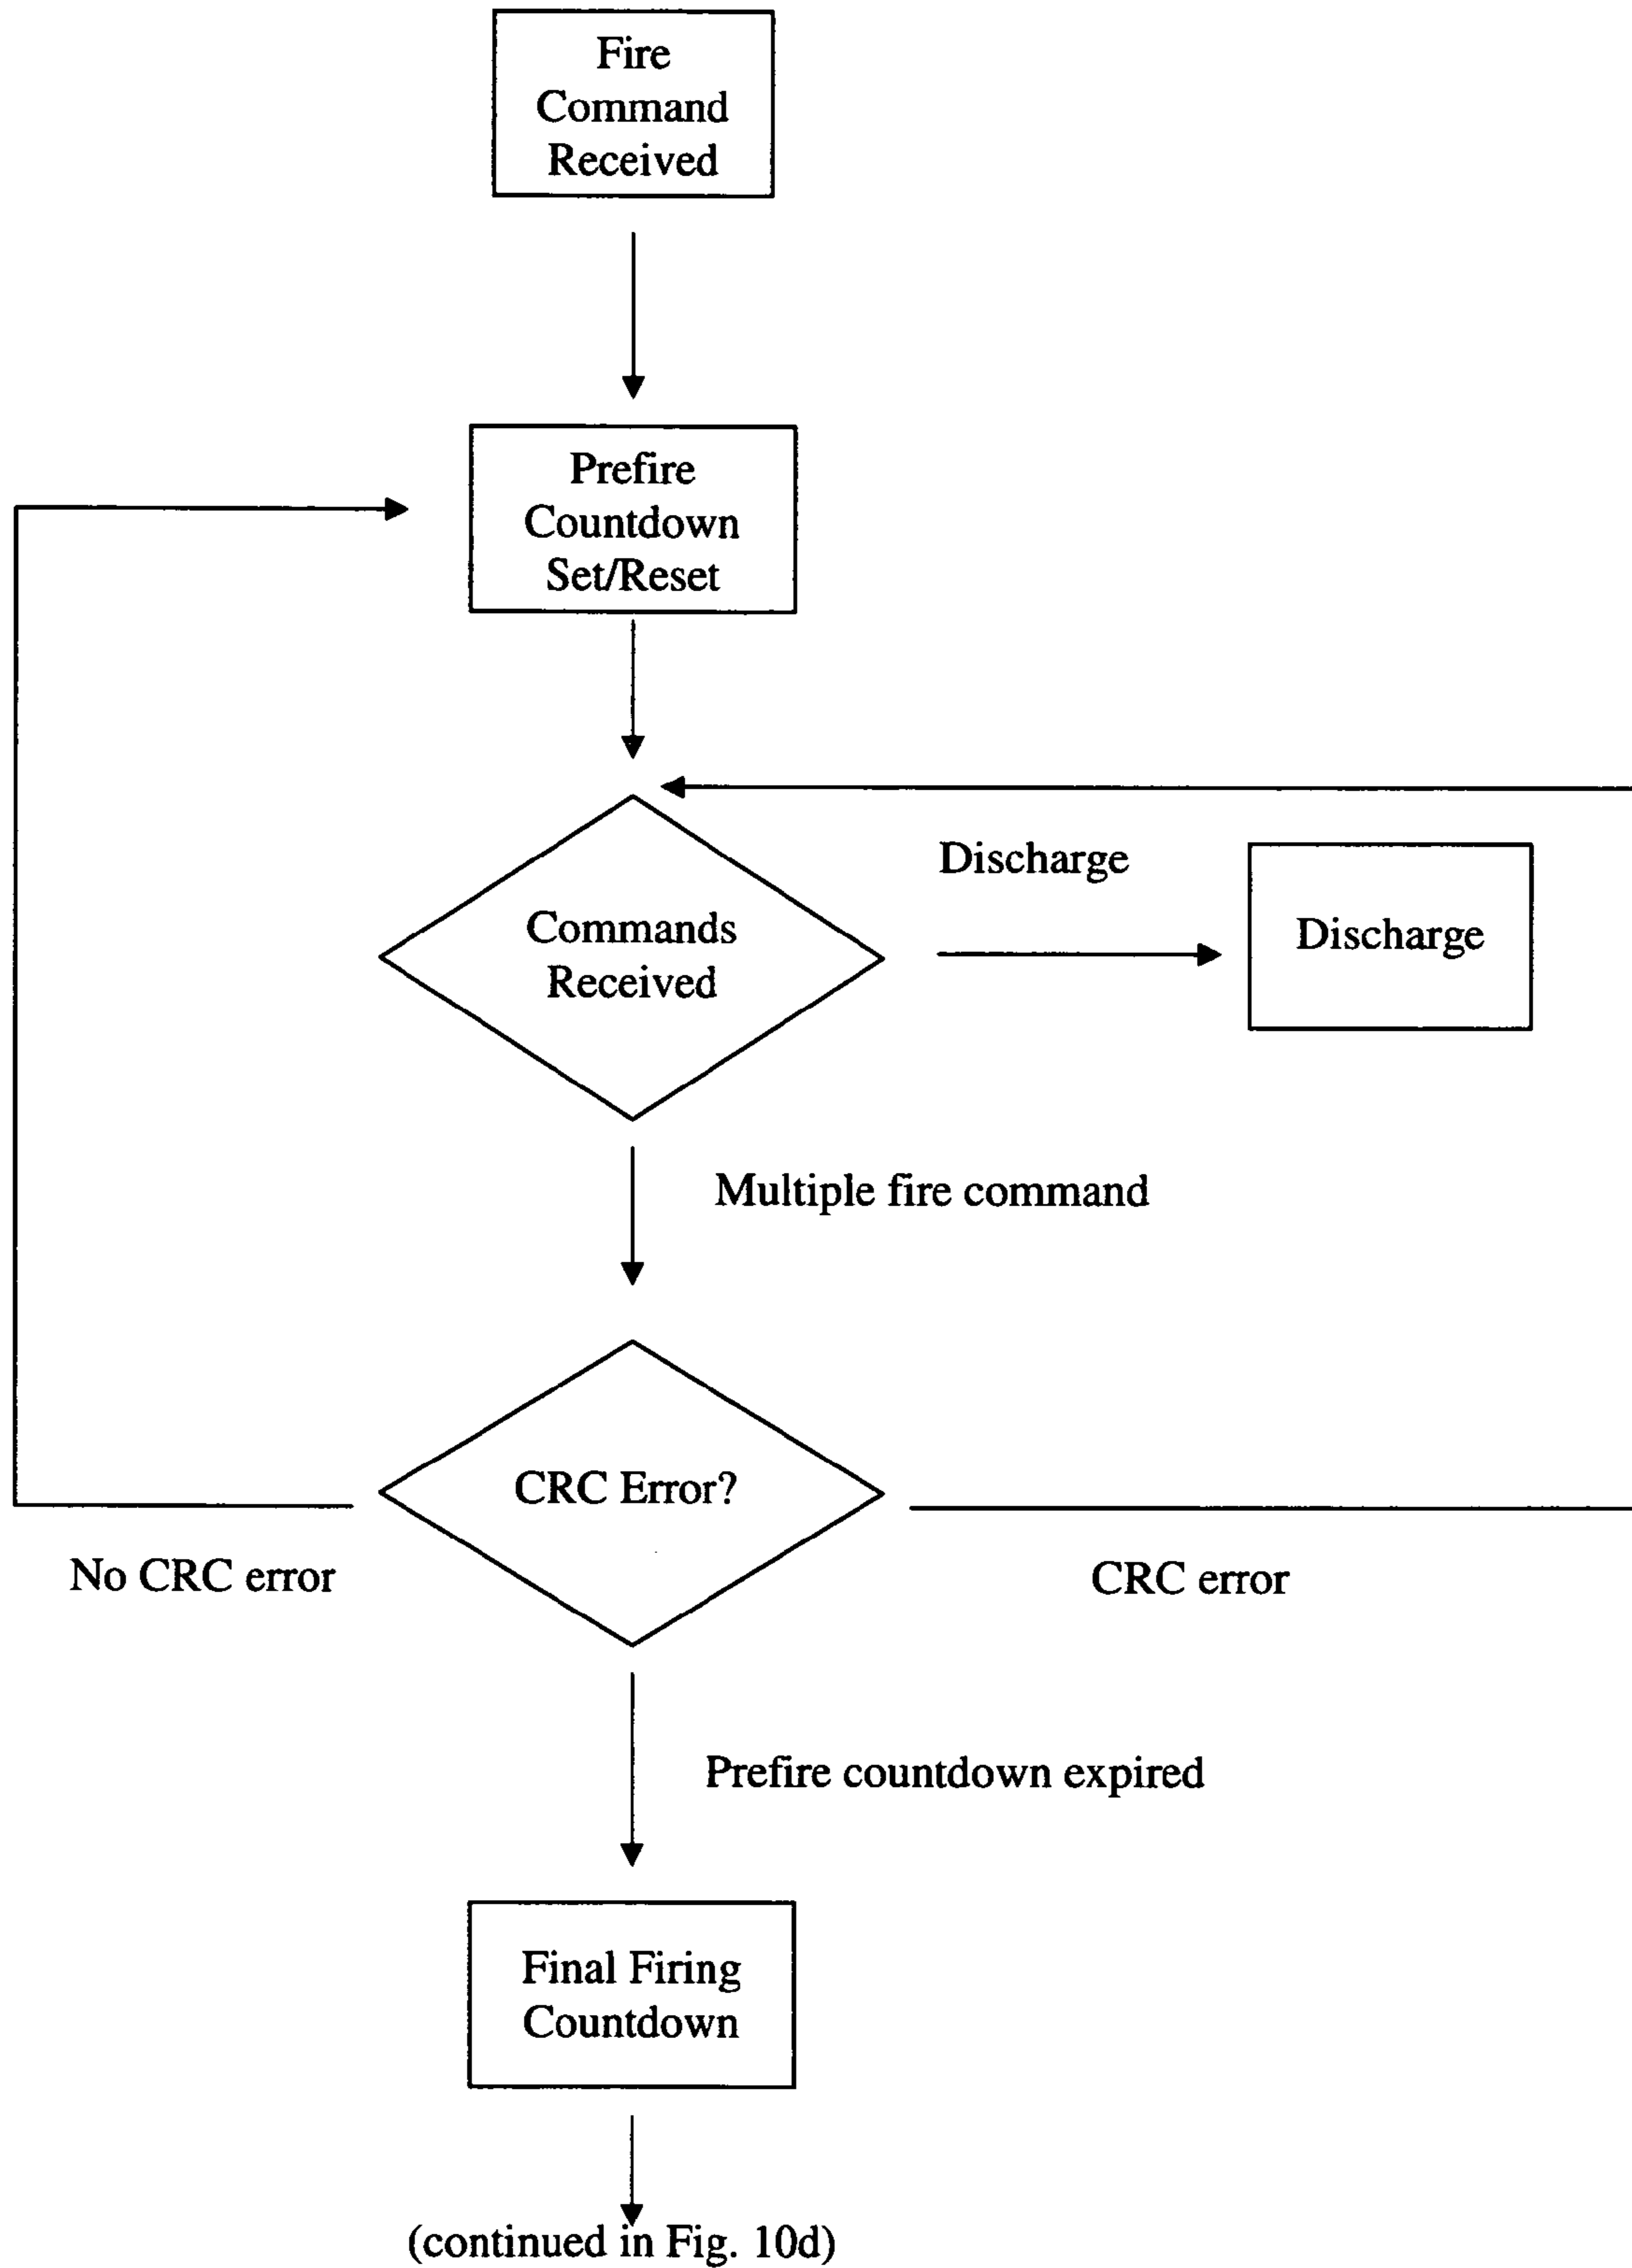 Fire
Command
Received
Prefire
Countdown
Set/Reset
Discharge
Commands
Received
Discharge
Multiple fire command
CRC Error?
No CRC error
CRC error
Prefire countdown expired
Final Firing
Countdown
(continued in Fig. 10d)